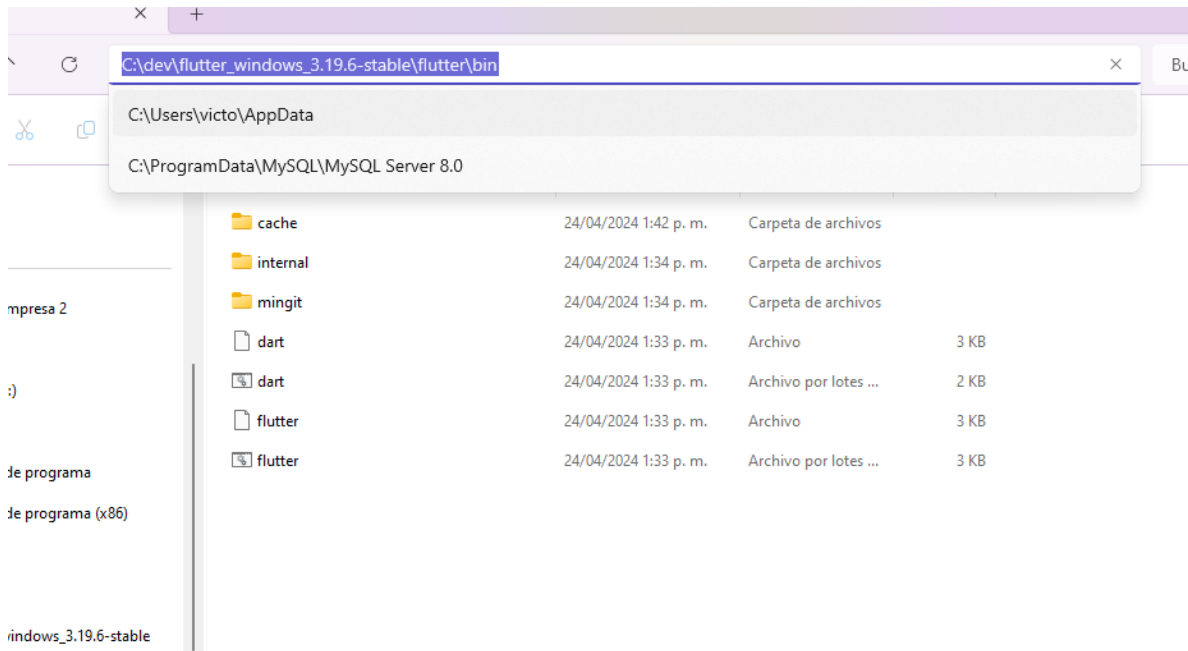 C:\dev\flutter_windows_3.19.6-stable\flutter\bin
C:\Users\victo\AppData
C:\ProgramData\MySQL\MySQL Server 8.0
cache 24/04/2024 1:42 p. m. Carpeta de archivos
internal 24/04/2024 1:34 p. m. Carpeta de archivos
mpresa 2
mingit 24/04/2024 1:34 p. m. Carpeta de archivos
dart 24/04/2024 1:33 p. m. Archivo 3 KB
:)
dart 24/04/2024 1:33 p. m. Archivo por lotes ... 2 KB
flutter 24/04/2024 1:33 p. m. Archivo 3 KB
de programa
flutter 24/04/2024 1:33 p. m. Archivo por lotes ... 3 KB
de programa (x86)
windows_3.19.6-stable